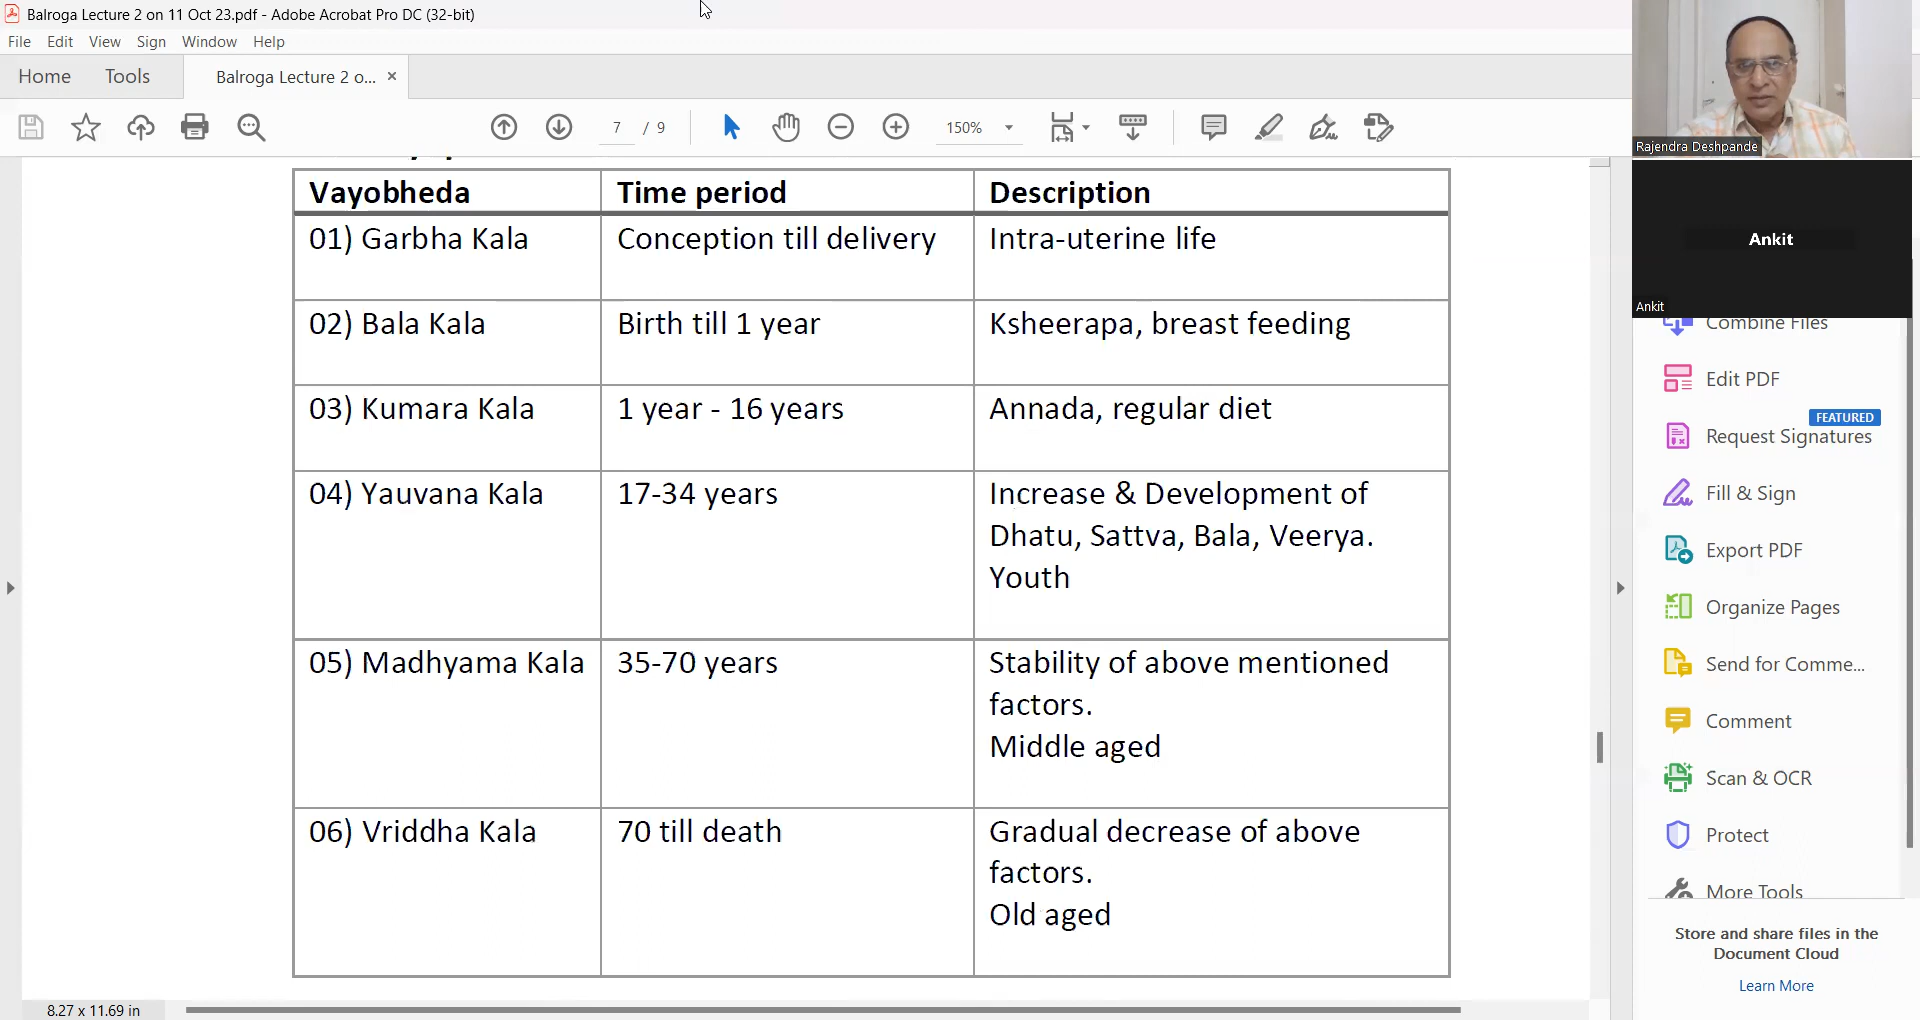 Balroga Lecture 2 on 11 Oct 23.pdf - Adobe Acrobat Pro DC (32-bit)
File Edit View Sign Window Help
Home Tools Balroga Lecture 2 o... ×
7 / 9 150%
Vayobheda Time period Description
01) Garbha Kala Conception till delivery Intra-uterine life
02) Bala Kala Birth till 1 year Ksheerapa, breast feeding
03) Kumara Kala 1 year - 16 years Annada, regular diet
04) Yauvana Kala 17-34 years Increase & Development of
Dhatu, Sattva, Bala, Veerya.
Youth
05) Madhyama Kala 35-70 years Stability of above mentioned
factors.
Middle aged
06) Vriddha Kala 70 till death Gradual decrease of above
factors.
Old aged
8.27 x 11.69 in
Rajendra Deshpande
Ankit
Ankit
Combine Files
Edit PDF
FEATURED
Request Signatures
Fill & Sign
Export PDF
Organize Pages
Send for Comme...
Comment
Scan & OCR
Protect
More Tools
Store and share files in the
Document Cloud
Learn More